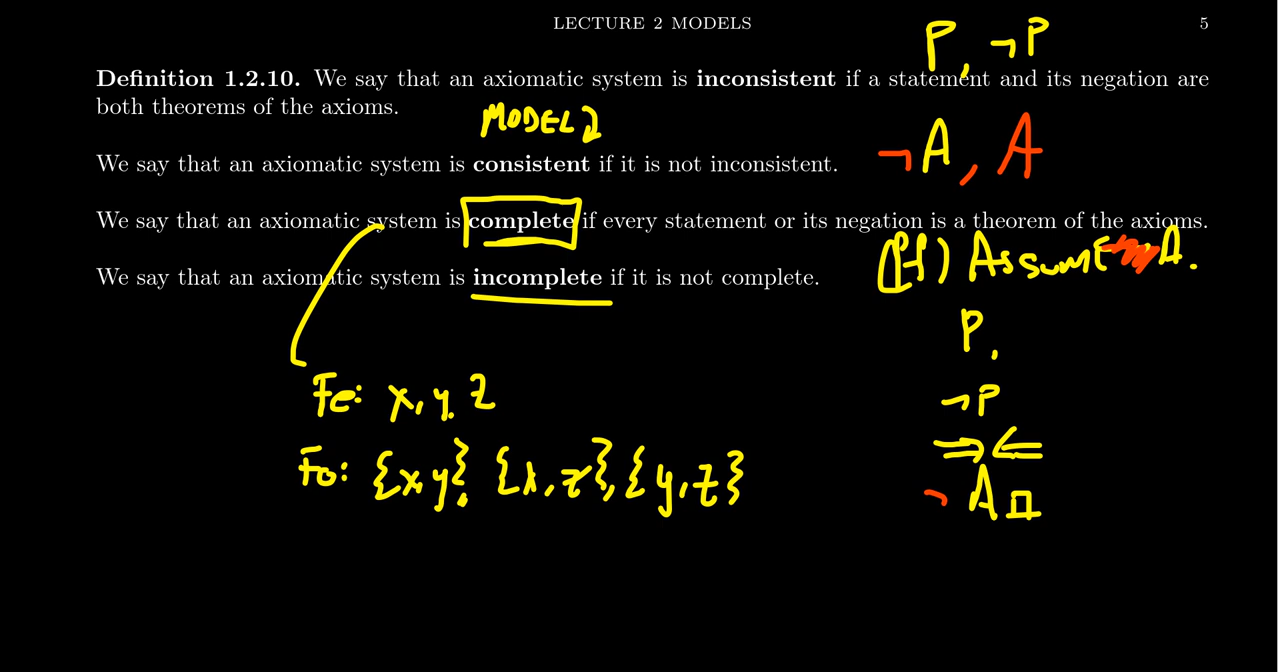 LECTURE 2 MODELS 5
P, ¬P
Definition 1.2.10. We say that an axiomatic system is inconsistent if a statement and its negation are
both theorems of the axioms.
MODEL
We say that an axiomatic system is consistent if it is not inconsistent.
¬A, A
We say that an axiomatic system is complete if every statement or its negation is a theorem of the axioms.
(Pf) Assume A.
We say that an axiomatic system is incomplete if it is not complete.
P,
¬P
Fe: x, y, z
⇒⇐
Fo: {x,y}, {x,z}, {y,z}
¬A □